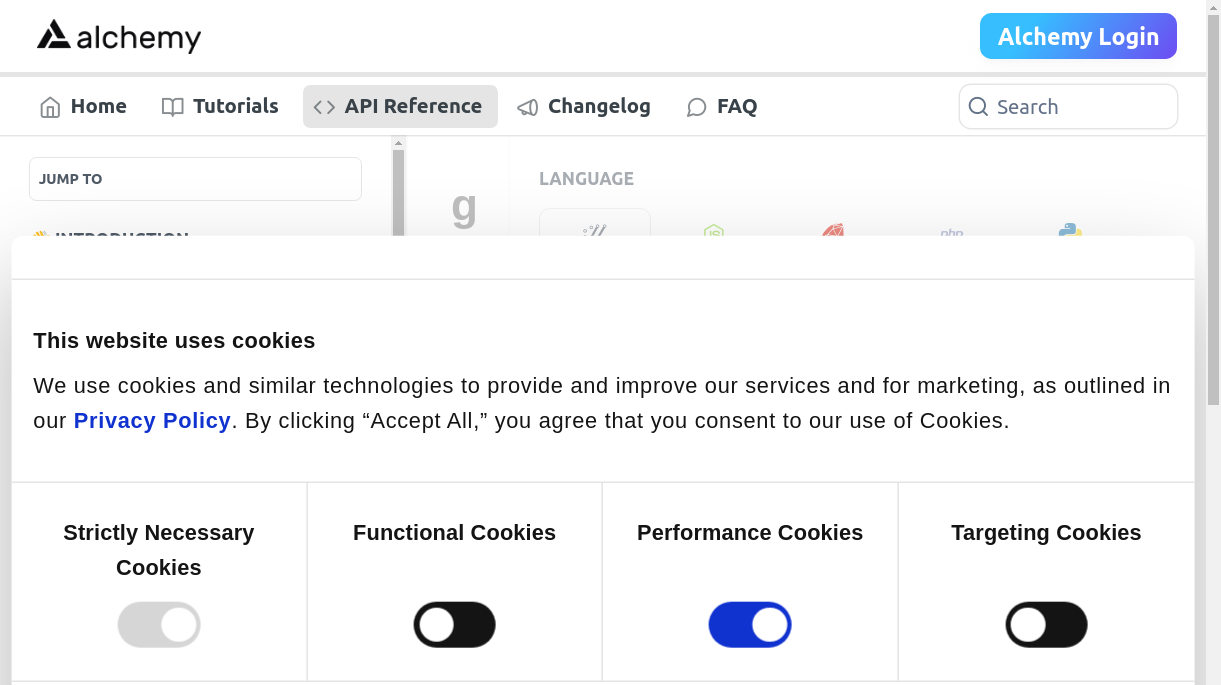 alchemy
Alchemy Login
Home
Tutorials
API Reference
Changelog
FAQ
Search
JUMP TO
INTRODUCTION
g
LANGUAGE
JS
php
This website uses cookies
We use cookies and similar technologies to provide and improve our services and for marketing, as outlined in
our Privacy Policy. By clicking “Accept All,” you agree that you consent to our use of Cookies.
Strictly Necessary
Cookies
Functional Cookies
Performance Cookies
Targeting Cookies